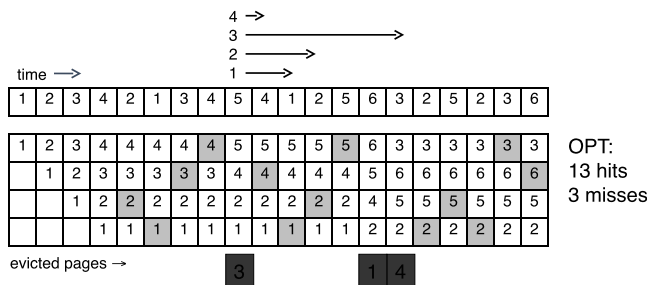 4
3
2
time → 1
1 2 3 4 2 1 3 4 5 4 1 2 5 6 3 2 5 2 3 6
1 2 3 4 4 4 4 4 5 5 5 5 5 6 3 3 3 3 3 3
1 2 3 3 3 3 3 4 4 4 4 4 5 6 6 6 6 6 6
1 2 2 2 2 2 2 2 2 2 2 4 5 5 5 5 5 5
1 1 1 1 1 1 1 1 1 1 2 2 2 2 2 2 2
OPT:
13 hits
3 misses
evicted pages → 3 1 4